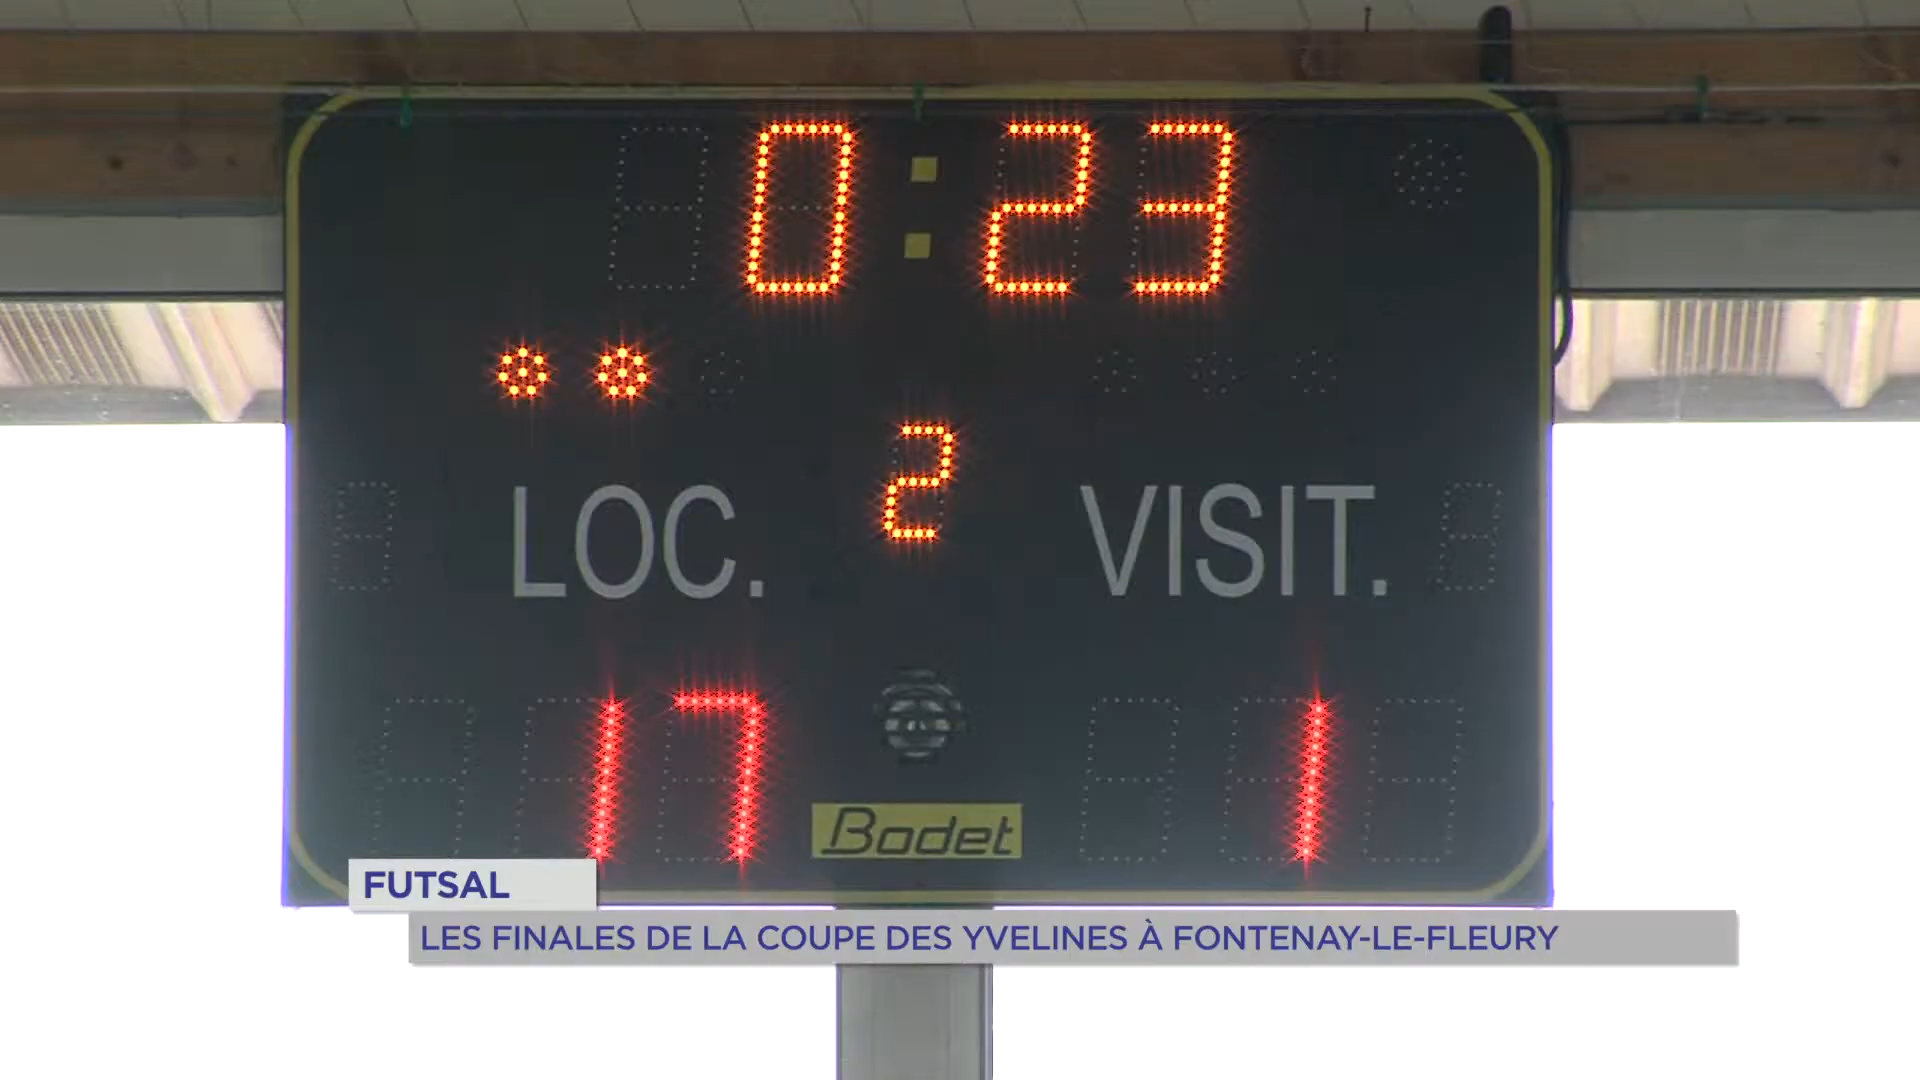 0:23
2
LOC.
VISIT.
17
1
Bodet
FUTSAL
LES FINALES DE LA COUPE DES YVELINES À FONTENAY-LE-FLEURY